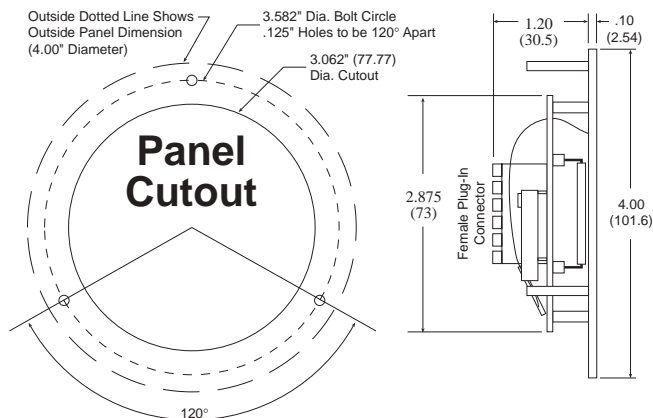 Outside Dotted Line Shows
Outside Panel Dimension
(4.00" Diameter)
3.582" Dia. Bolt Circle
.125" Holes to be 120° Apart
3.062" (77.77)
Dia. Cutout
Panel
Cutout
120°
1.20
(30.5)
.10
(2.54)
2.875
(73)
Female Plug-In
Connector
4.00
(101.6)